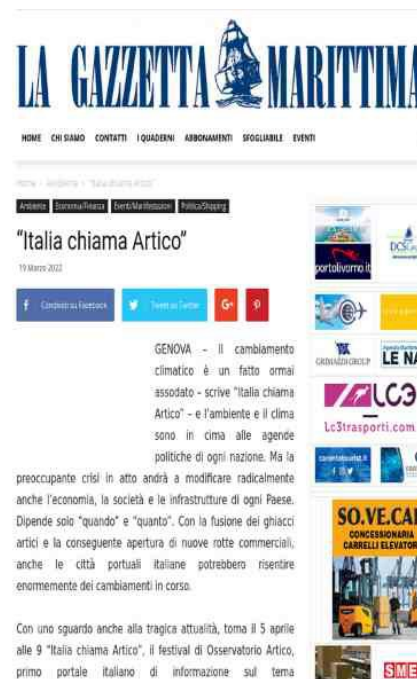 LA GAZZETTA MARITTIMA
HOME CHI SIAMO CONTATTI I QUADERNI ABBONAMENTI SFOGLIABILE EVENTI
Home Ambiente "Italia chiama Artico"
Ambiente Economia/Finanza Eventi/Manifestazioni Politica/Shipping
"Italia chiama Artico"
19 Marzo 2022
Condividi su Facebook Tweet su Twitter G+
GENOVA – Il cambiamento
climatico è un fatto ormai
assodato – scrive "Italia chiama
Artico" – e l'ambiente e il clima
sono in cima alle agende
politiche di ogni nazione. Ma la
preoccupante crisi in atto andrà a modificare radicalmente
anche l'economia, la società e le infrastrutture di ogni Paese.
Dipende solo "quando" e "quanto". Con la fusione dei ghiacci
artici e la conseguente apertura di nuove rotte commerciali,
anche le città portuali italiane potrebbero risentire
enormemente dei cambiamenti in corso.
Con uno sguardo anche alla tragica attualità, torna il 5 aprile
alle 9 "Italia chiama Artico", il festival di Osservatorio Artico,
primo portale italiano di informazione sul tema
portolivorno.it
GRIMALDI GROUP
LE NA
LC3
Lc3trasporti.com
SO.VE.CAR
CONCESSIONARIA
CARRELLI ELEVATOR
SME